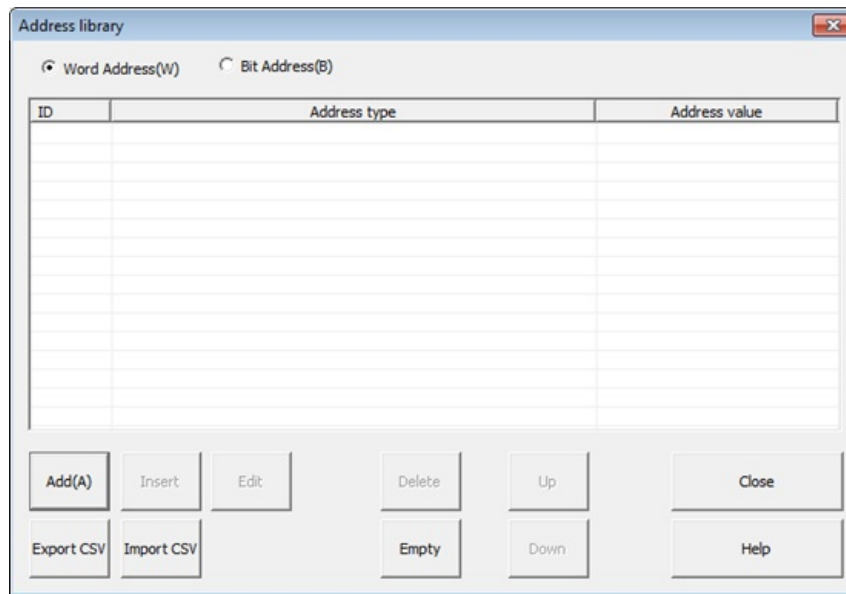 Address library
Word Address(W) Bit Address(B)
ID Address type Address value
Add(A) Insert Edit Delete Up Close
Export CSV Import CSV Empty Down Help